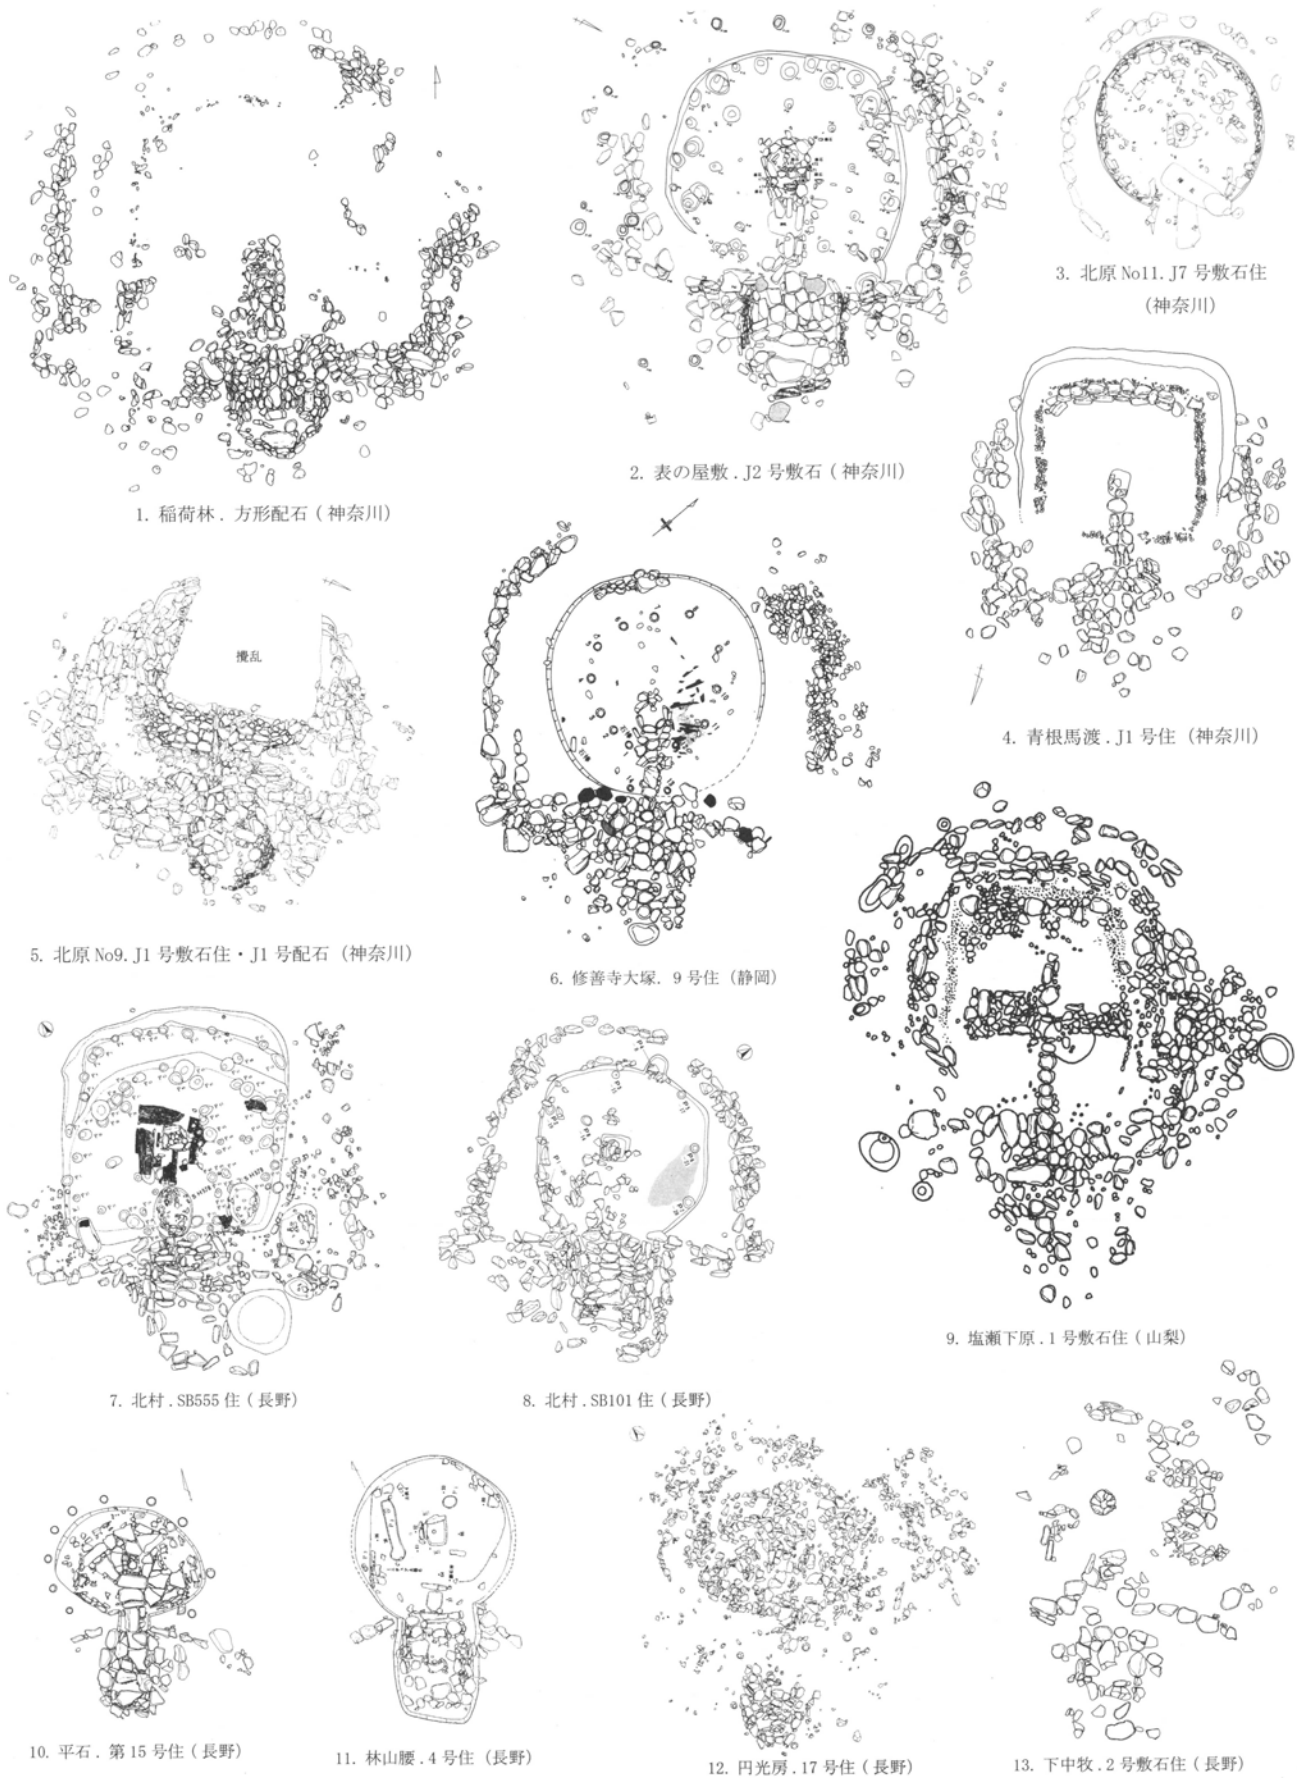 1. 稲荷林. 方形配石 (神奈川)
2. 表の屋敷. J2 号敷石 (神奈川)
3. 北原 No11. J7 号敷石住
(神奈川)
4. 青根馬渡. J1 号住 (神奈川)
攪乱
5. 北原 No9. J1 号敷石住・J1 号配石 (神奈川)
6. 修善寺大塚. 9 号住 (静岡)
7. 北村. SB555 住 (長野)
8. 北村. SB101 住 (長野)
9. 塩瀬下原. 1 号敷石住 (山梨)
10. 平石. 第 15 号住 (長野)
11. 林山腰. 4 号住 (長野)
12. 円光房. 17 号住 (長野)
13. 下中牧. 2 号敷石住 (長野)